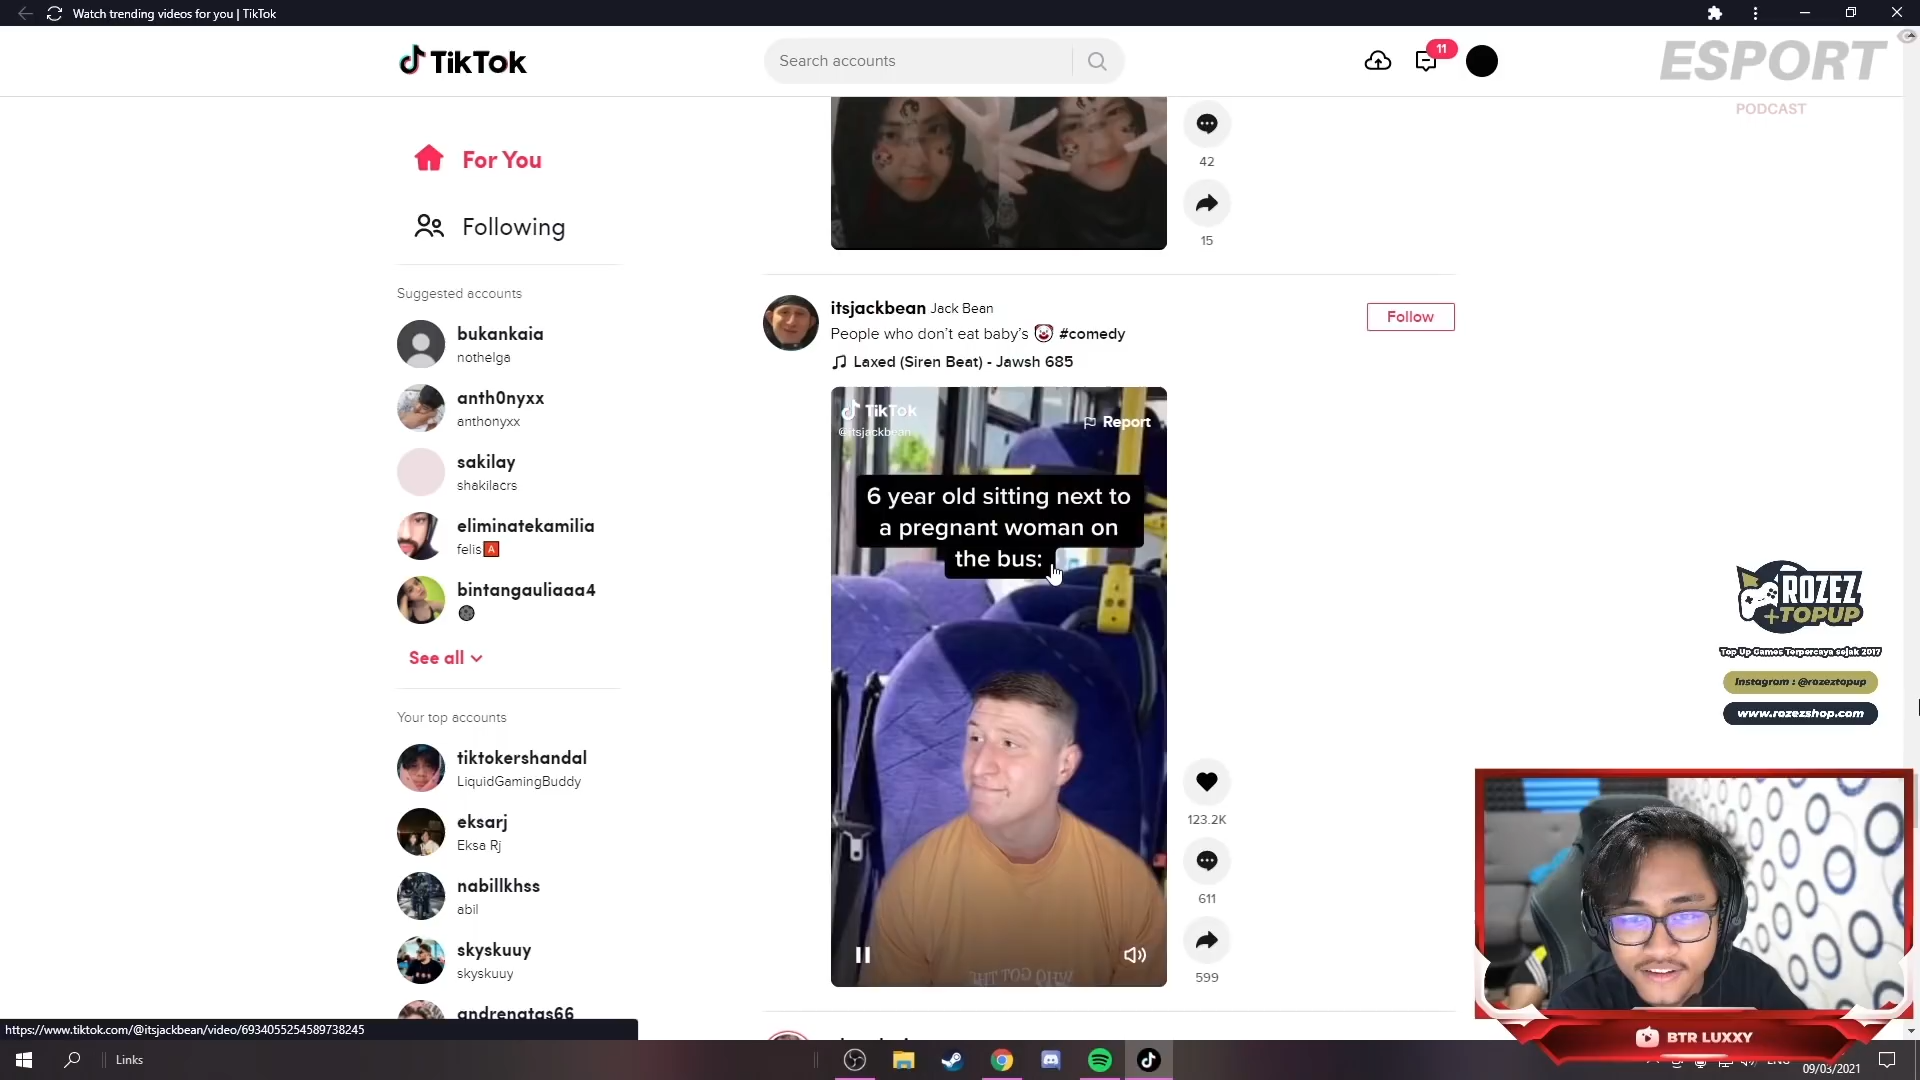 Watch trending videos for you | TikTok
TikTok
Search accounts
11
ESPORT
PODCAST
For You
Following
Suggested accounts
bukankaia
nothelga
anth0nyxx
anthonyxx
sakilay
shakilacrs
eliminatekamilia
felis🅰
bintangauliaaa4
See all
Your top accounts
tiktokershandal
LiquidGamingBuddy
eksarj
Eksa Rj
nabillkhss
abil
skyskuuy
skyskuuy
andrenatas66
42
15
itsjackbean Jack Bean
People who don't eat baby's 🤡 #comedy
Laxed (Siren Beat) - Jawsh 685
Follow
TikTok
@itsjackbean
Report
6 year old sitting next to
a pregnant woman on
the bus:
123.2K
611
599
ROZEZ
+TOPUP
Top Up Games Terpercaya sejak 2017
Instagram : @rozeztopup
www.rozezshop.com
BTR LUXXY
https://www.tiktok.com/@itsjackbean/video/6934055254589738245
Links
ENG
09/03/2021